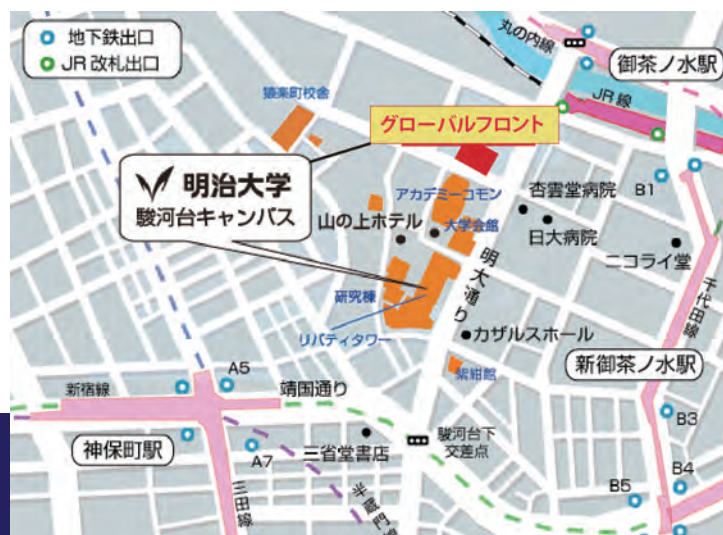 地下鉄出口
JR改札出口
丸の内線
御茶ノ水駅
JR線
猿楽町校舎
グローバルフロント
明治大学
駿河台キャンパス
アカデミーコモン
杏雲堂病院
B1
山の上ホテル
大学会館
日大病院
ニコライ堂
明大通り
千代田線
研究棟
リバティタワー
カザルスホール
新御茶ノ水駅
紫紺館
A5
新宿線
靖国通り
B3
神保町駅
A7
三省堂書店
駿河台下
交差点
B4
B5
三田線
半蔵門